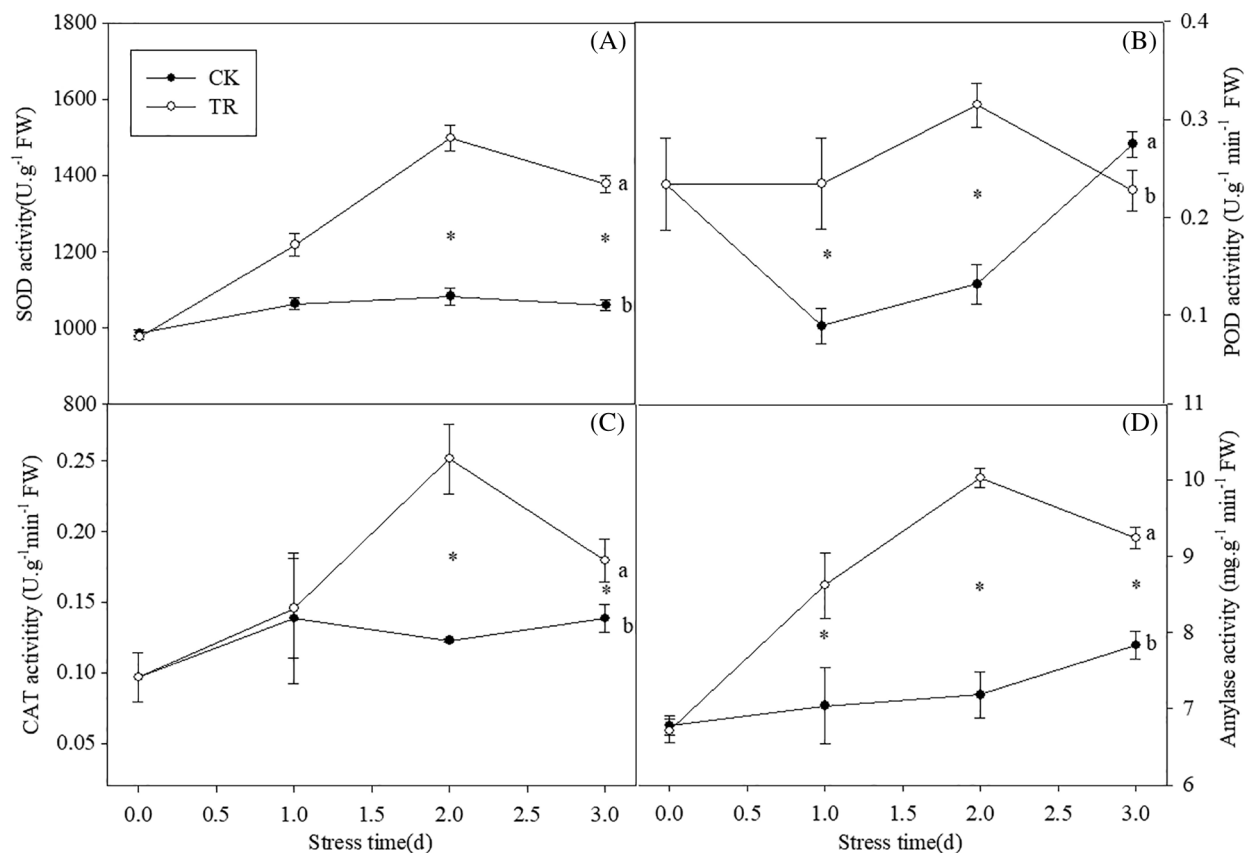 (A)
1800
1600
1400
1200
1000
800
SOD activity(U.g-1 FW)
CK
TR
a
*
*
b
(B)
0.4
0.3
0.2
0.1
POD activitity (U.g-1 min-1 FW)
a
b
*
*
(C)
0.25
0.20
0.15
0.10
0.05
CAT activitity (U.g-1min-1 FW)
*
a
*
b
0.0 0.5 1.0 1.5 2.0 2.5 3.0
Stress time(d)
(D)
11
10
9
8
7
6
Amylase activity (mg.g-1 min-1 FW)
a
*
*
*
b
0.0 0.5 1.0 1.5 2.0 2.5 3.0
Stress time(d)